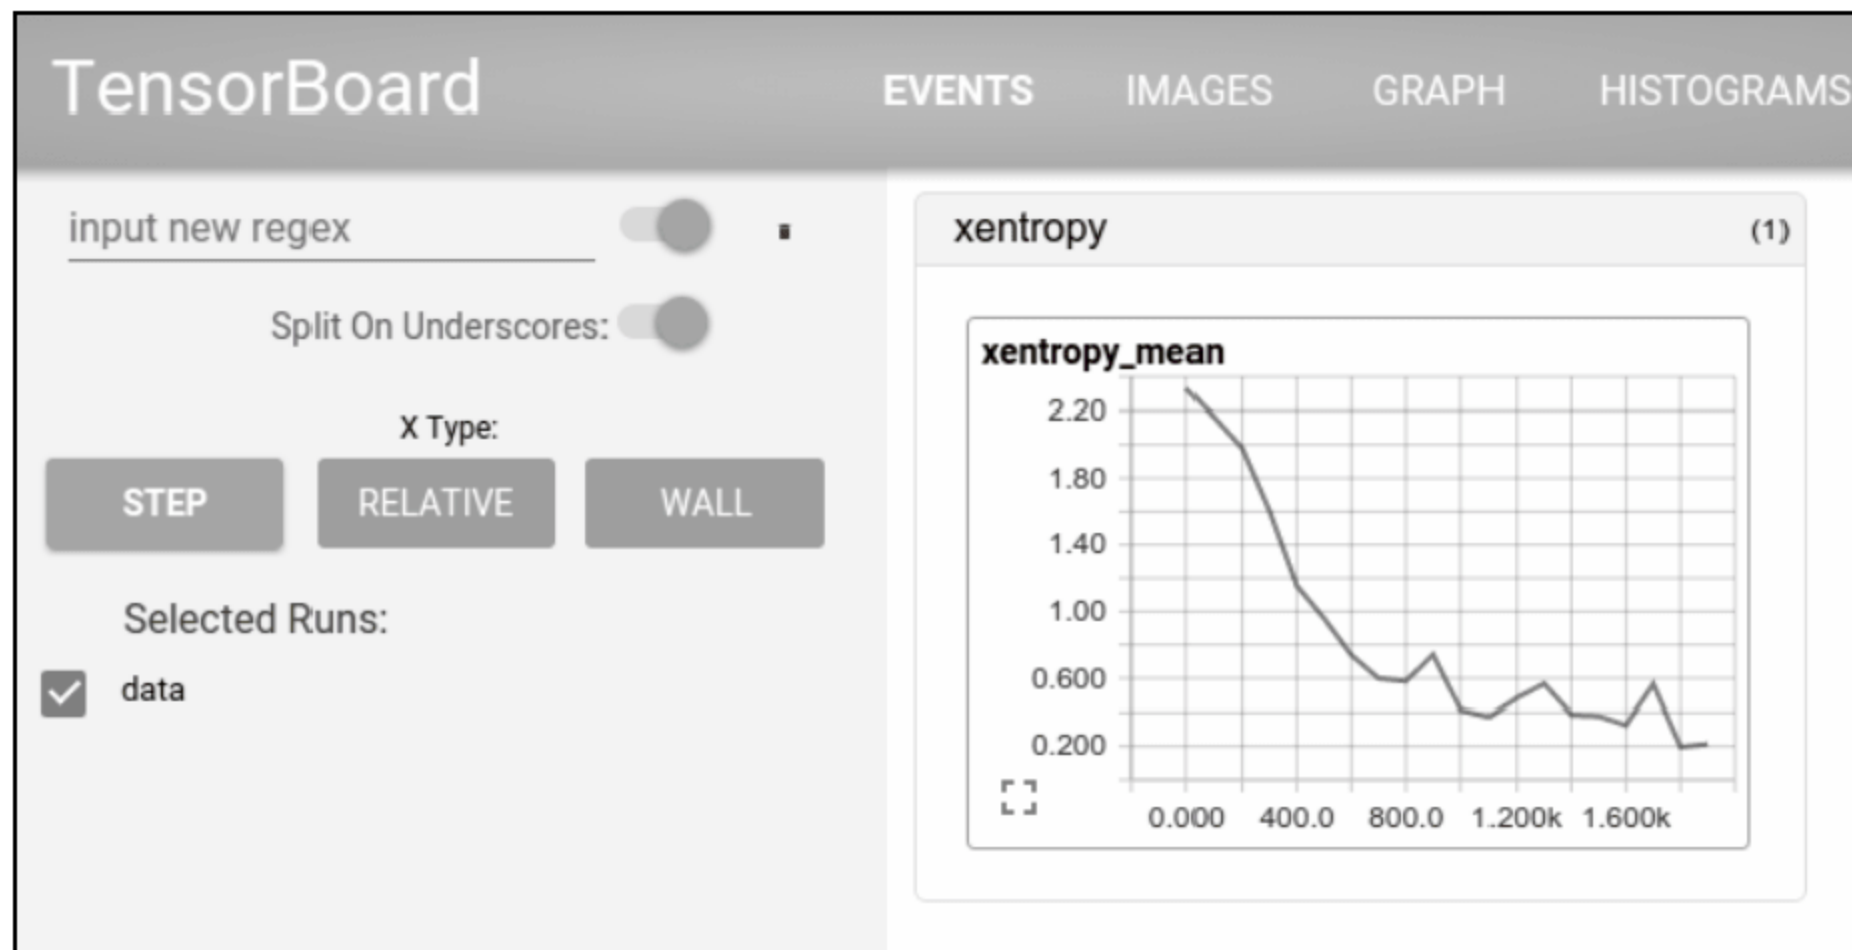 TensorBoard
EVENTS IMAGES GRAPH HISTOGRAMS
input new regex
Split On Underscores:
X Type:
STEP RELATIVE WALL
Selected Runs:
data
xentropy (1)
xentropy_mean
2.20
1.80
1.40
1.00
0.600
0.200
0.000 400.0 800.0 1.200k 1.600k